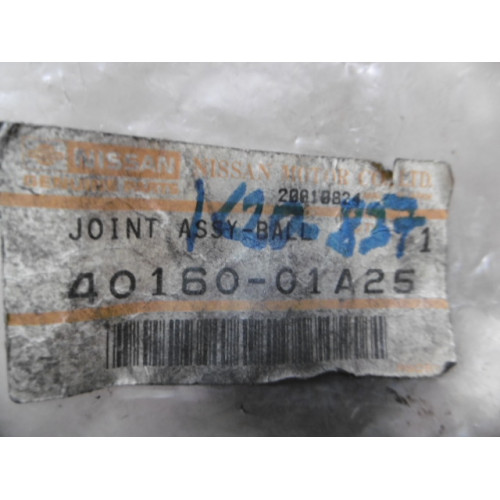 NISSAN NISSAN MOTOR CO., LTD.
20010824
JOINT ASSY-BALL 1
40160-01A25